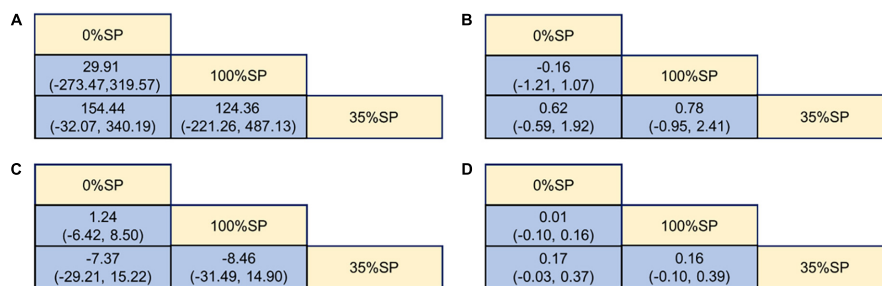 A
0%SP
29.91
(-273.47,319.57)
100%SP
154.44
(-32.07, 340.19)
124.36
(-221.26, 487.13)
35%SP
B
0%SP
-0.16
(-1.21, 1.07)
100%SP
0.62
(-0.59, 1.92)
0.78
(-0.95, 2.41)
35%SP
C
0%SP
1.24
(-6.42, 8.50)
100%SP
-7.37
(-29.21, 15.22)
-8.46
(-31.49, 14.90)
35%SP
D
0%SP
0.01
(-0.10, 0.16)
100%SP
0.17
(-0.03, 0.37)
0.16
(-0.10, 0.39)
35%SP